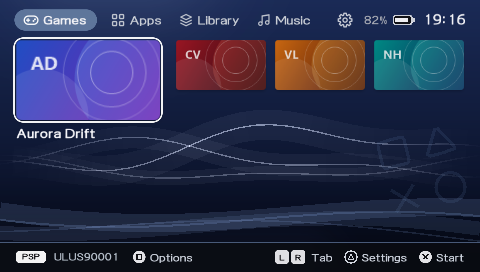 Games Apps Library Music 82% 19:16
AD CV VL NH
Aurora Drift
PSP ULUS90001 Options L R Tab Settings Start